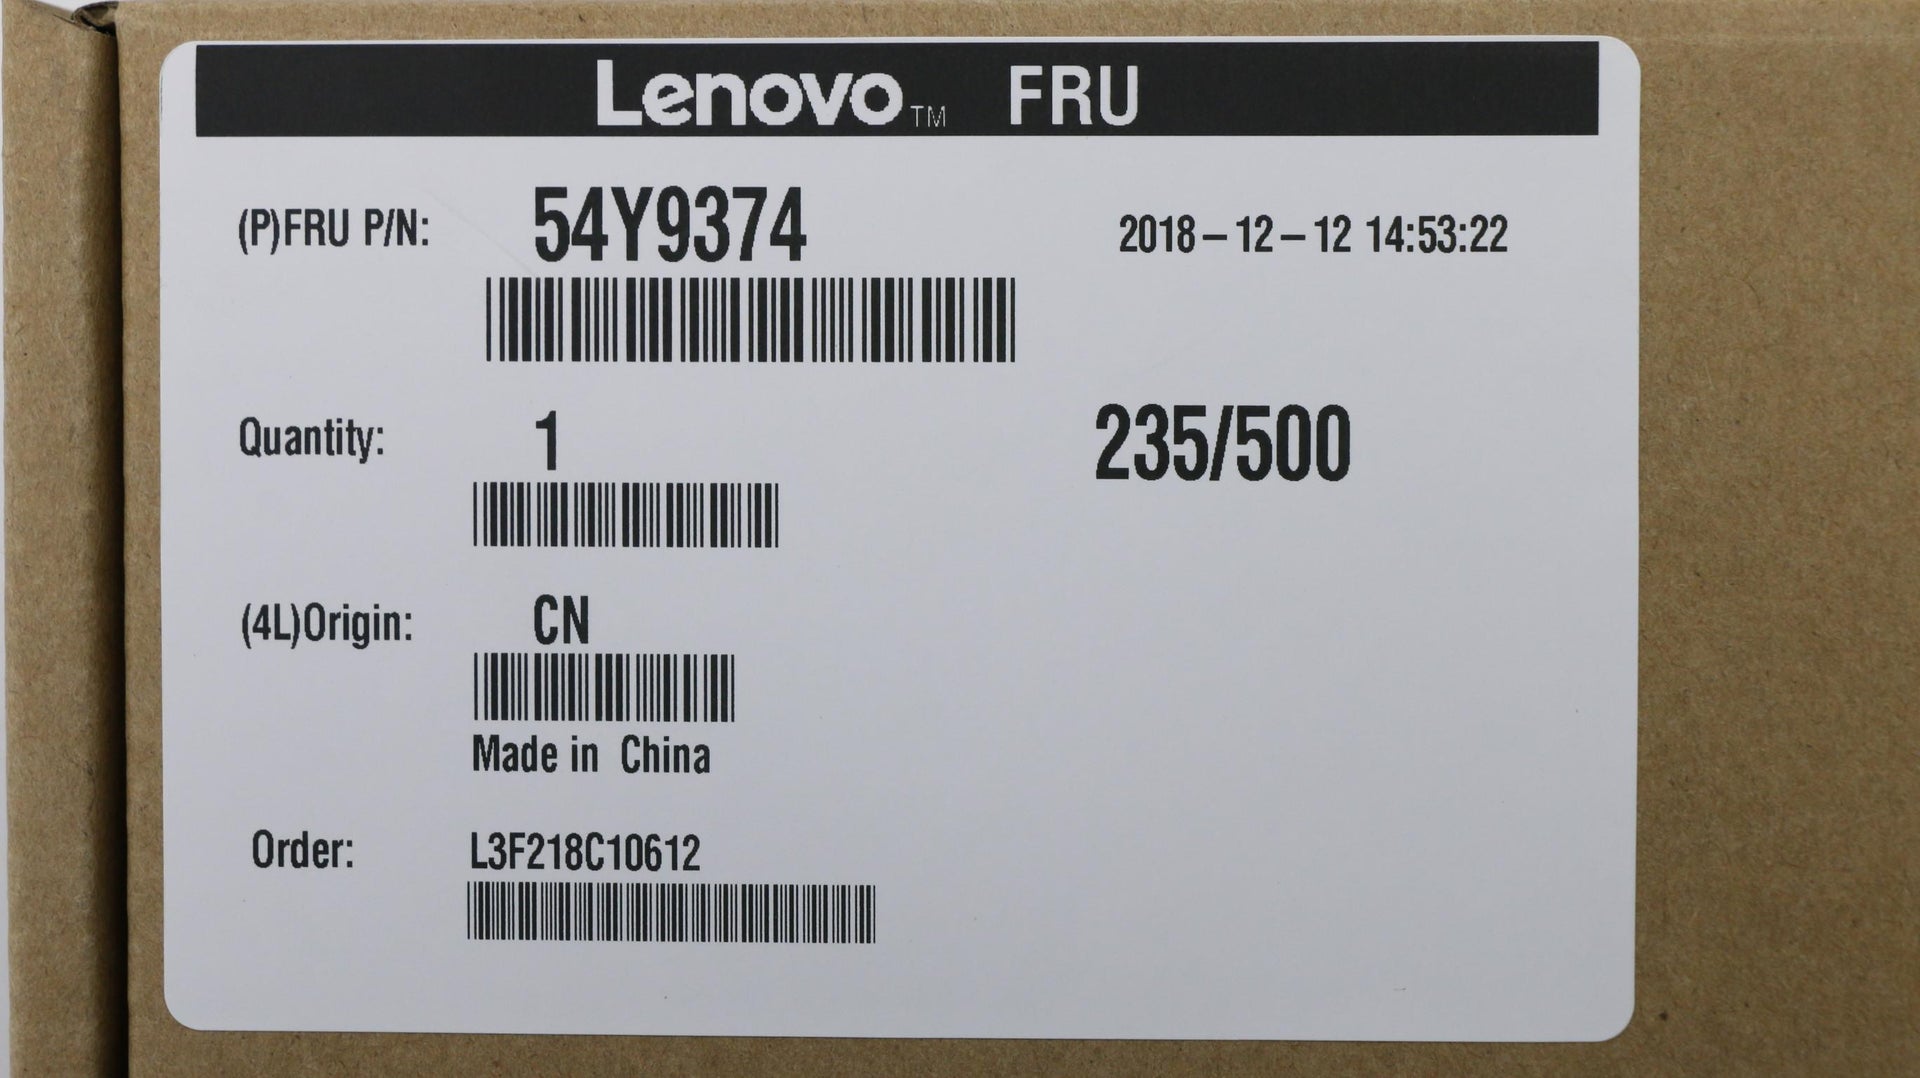 Lenovo™ FRU
(P)FRU P/N: 54Y9374 2018-12-12 14:53:22
Quantity: 1 235/500
(4L)Origin: CN
Made in China
Order: L3F218C10612